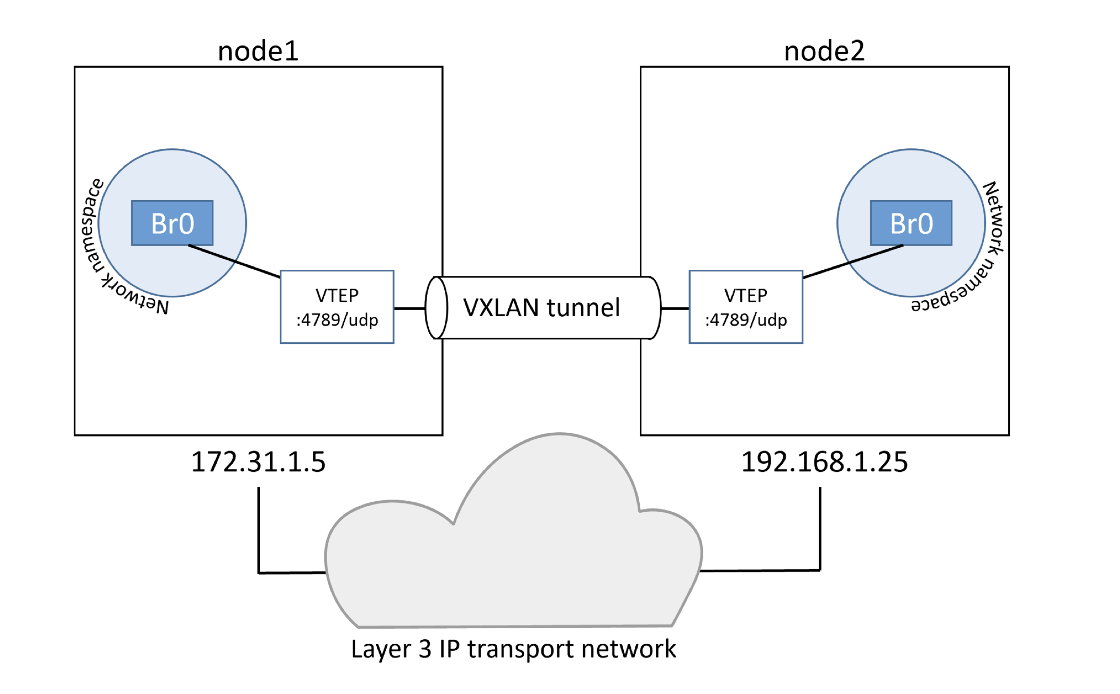 node1
node2
Network namespace
Br0
VTEP
:4789/udp
VXLAN tunnel
VTEP
:4789/udp
Br0
Network namespace
172.31.1.5
192.168.1.25
Layer 3 IP transport network